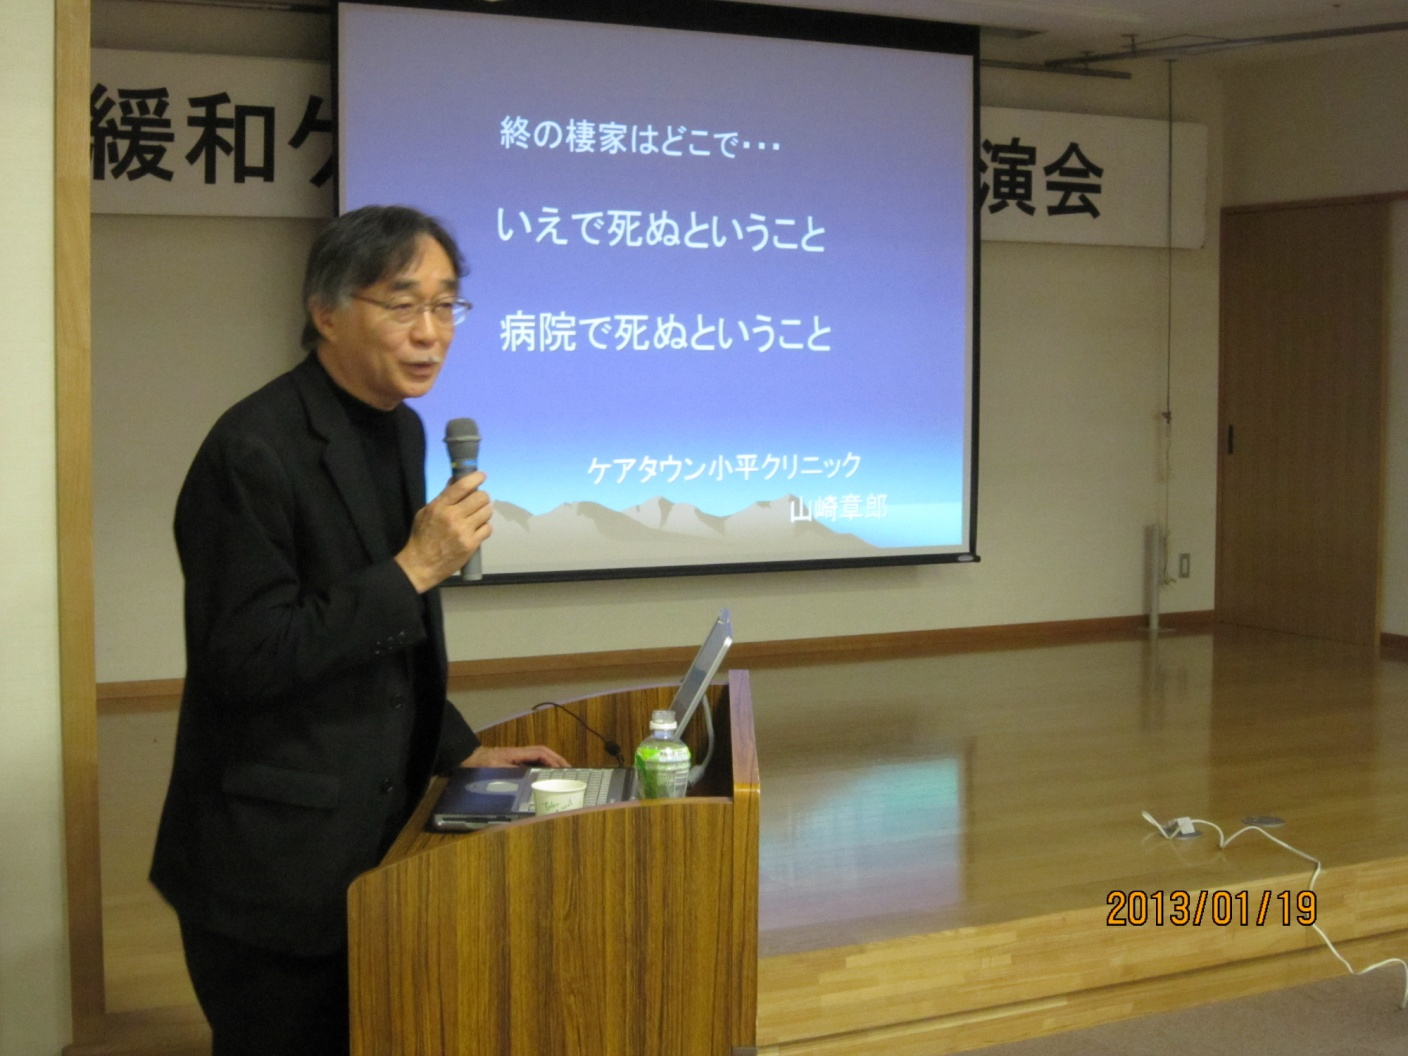 緩和ケ
演会
終の棲家はどこで・・・
いえで死ぬということ
病院で死ぬということ
ケアタウン小平クリニック
山崎章郎
2013/01/19